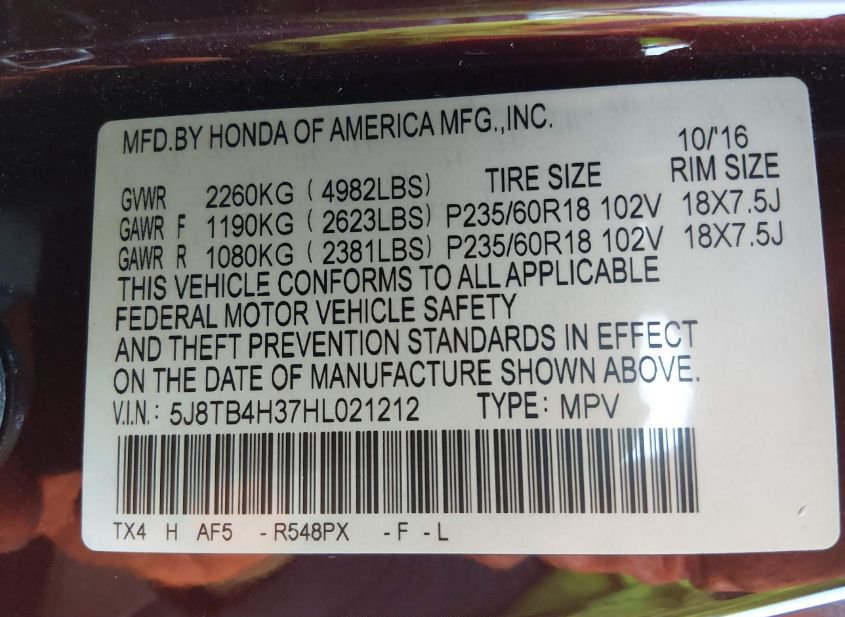 MFD.BY HONDA OF AMERICA MFG.,INC.
10/'16
TIRE SIZE RIM SIZE
GVWR 2260KG ( 4982LBS)
GAWR F 1190KG ( 2623LBS) P235/60R18 102V 18X7.5J
GAWR R 1080KG ( 2381LBS) P235/60R18 102V 18X7.5J
THIS VEHICLE CONFORMS TO ALL APPLICABLE
FEDERAL MOTOR VEHICLE SAFETY
AND THEFT PREVENTION STANDARDS IN EFFECT
ON THE DATE OF MANUFACTURE SHOWN ABOVE.
V.I.N.: 5J8TB4H37HL021212 TYPE: MPV
TX4 H AF5 -R548PX -F -L